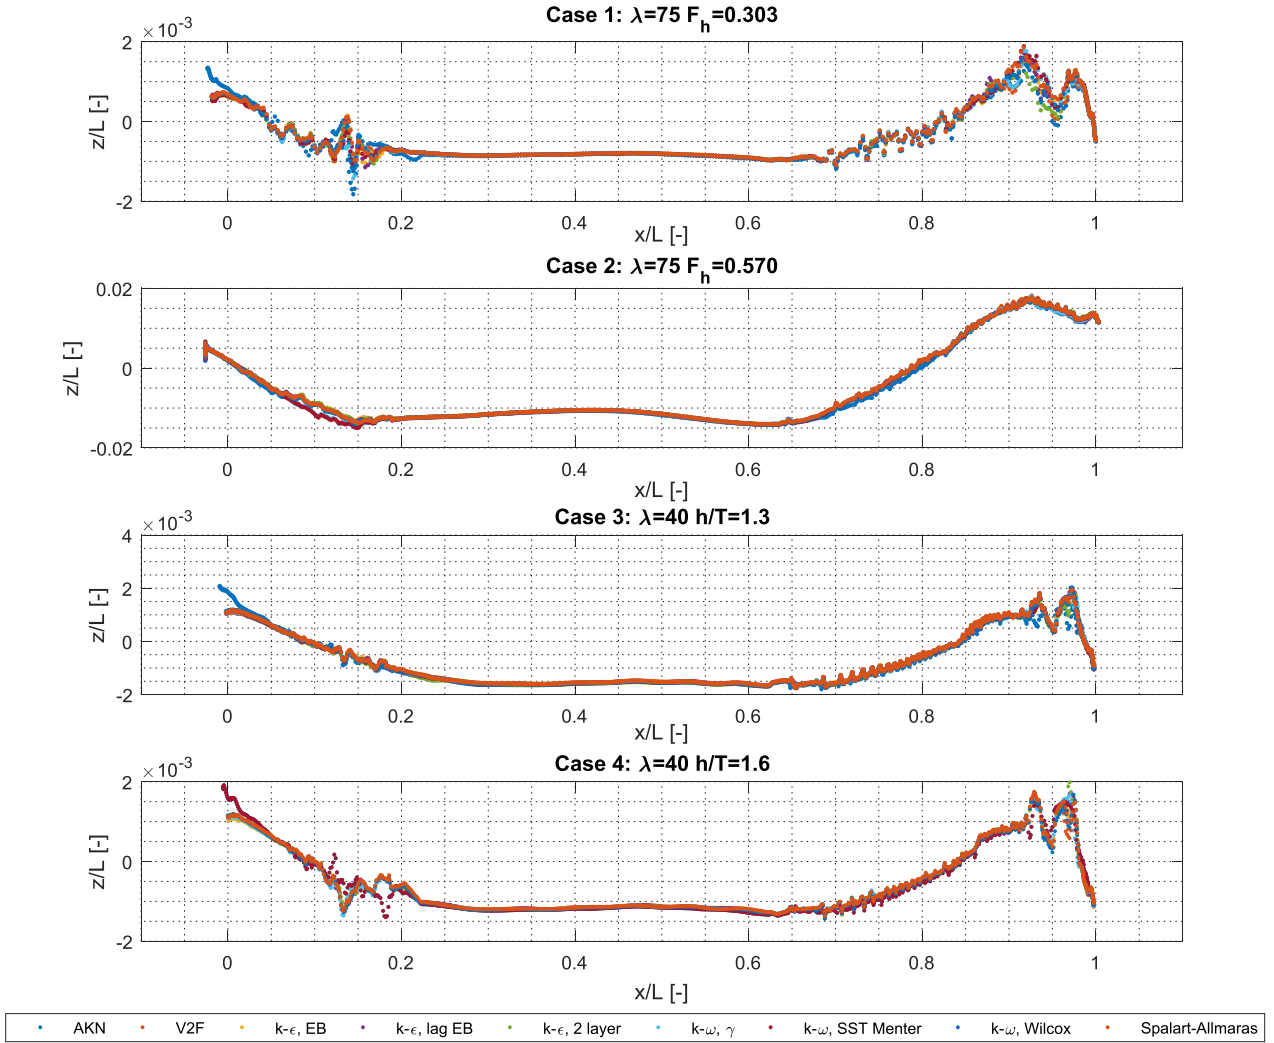 Case 1: λ=75 F_h=0.303
×10^-3
2
0
-2
z/L [-]
0 0.2 0.4 0.6 0.8 1
x/L [-]
Case 2: λ=75 F_h=0.570
0.02
0
-0.02
z/L [-]
0 0.2 0.4 0.6 0.8 1
x/L [-]
Case 3: λ=40 h/T=1.3
×10^-3
4
2
0
-2
z/L [-]
0 0.2 0.4 0.6 0.8 1
x/L [-]
Case 4: λ=40 h/T=1.6
×10^-3
2
0
-2
z/L [-]
0 0.2 0.4 0.6 0.8 1
x/L [-]
AKN V2F k-ϵ, EB k-ϵ, lag EB k-ϵ, 2 layer k-ω, γ k-ω, SST Menter k-ω, Wilcox Spalart-Allmaras